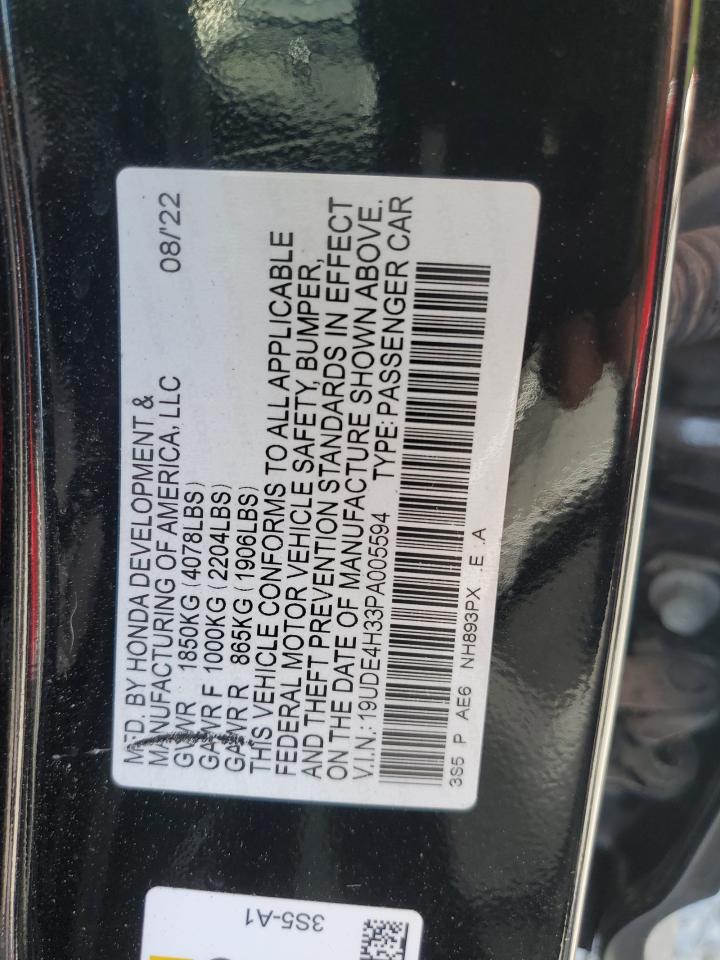 MFD. BY HONDA DEVELOPMENT &
MANUFACTURING OF AMERICA, LLC 08/'22
GVWR 1850KG (4078LBS)
GAWR F 1000KG (2204LBS)
GAWR R 865KG (1906LBS)
THIS VEHICLE CONFORMS TO ALL APPLICABLE
FEDERAL MOTOR VEHICLE SAFETY, BUMPER,
AND THEFT PREVENTION STANDARDS IN EFFECT
ON THE DATE OF MANUFACTURE SHOWN ABOVE.
V.I.N.: 19UDE4H33PA005594 TYPE: PASSENGER CAR
3S5 P AE6 NH893PX .E .A
3S5-A1